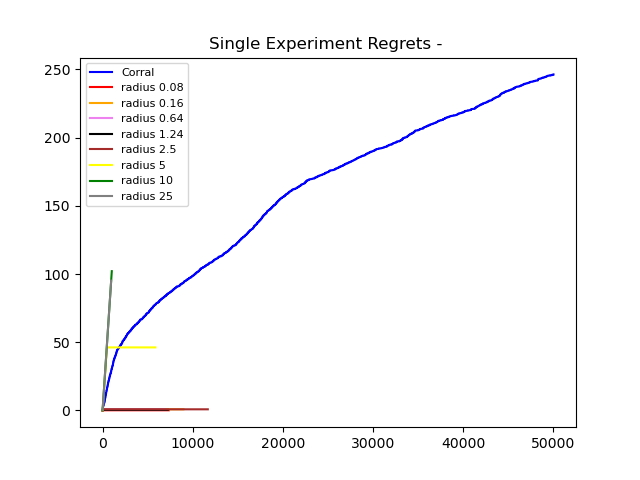 Single Experiment Regrets -
250
200
150
100
50
0
Corral
radius 0.08
radius 0.16
radius 0.64
radius 1.24
radius 2.5
radius 5
radius 10
radius 25
0 10000 20000 30000 40000 50000